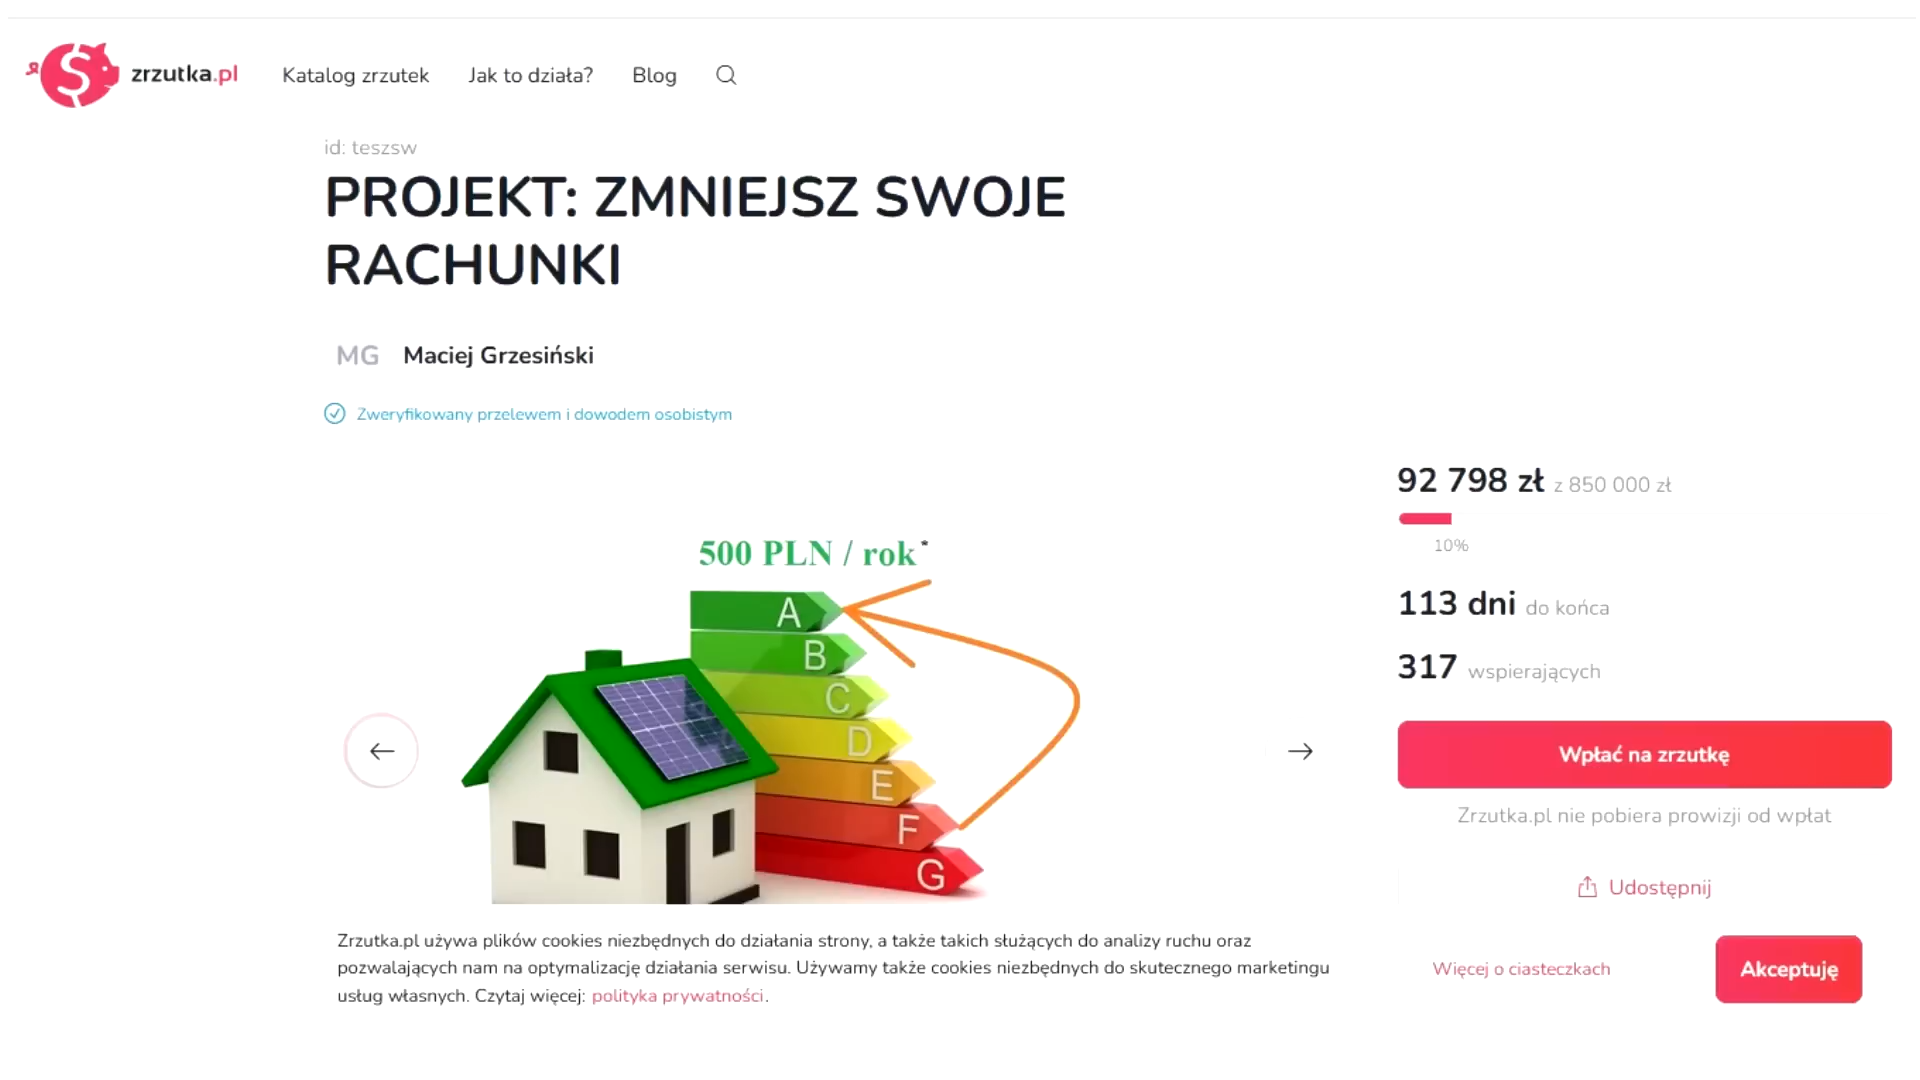 zrzutka.pl Katalog zrzutek Jak to działa? Blog
id: teszsw
PROJEKT: ZMNIEJSZ SWOJE
RACHUNKI
MG Maciej Grzesiński
Zweryfikowany przelewem i dowodem osobistym
500 PLN / rok*
A
B
C
D
E
F
G
92 798 zł z 850 000 zł
10%
113 dni do końca
317 wspierających
Wpłać na zrzutkę
Zrzutka.pl nie pobiera prowizji od wpłat
Udostępnij
Zrzutka.pl używa plików cookies niezbędnych do działania strony, a także takich służących do analizy ruchu oraz
pozwalających nam na optymalizację działania serwisu. Używamy także cookies niezbędnych do skutecznego marketingu
usług własnych. Czytaj więcej: polityka prywatności.
Więcej o ciasteczkach
Akceptuję